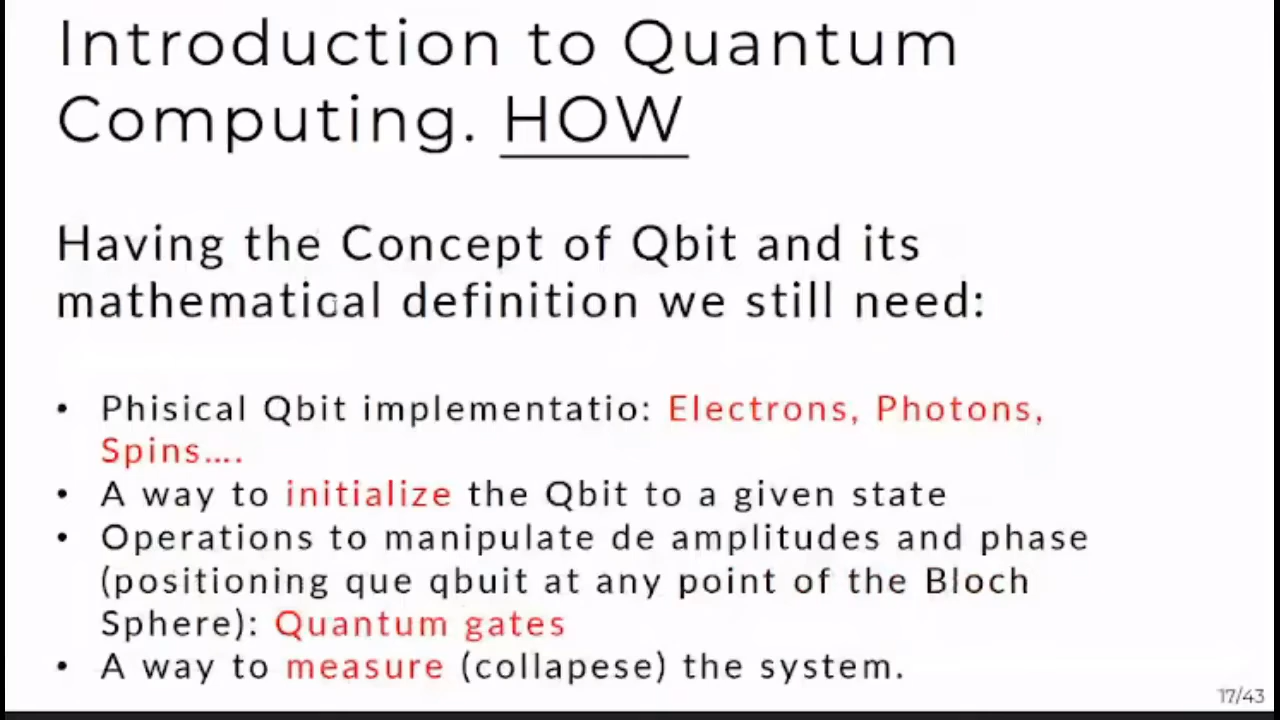 Introduction to Quantum
Computing. HOW
Having the Concept of Qbit and its
mathematical definition we still need:
• Phisical Qbit implementatio: Electrons, Photons,
Spins....
• A way to initialize the Qbit to a given state
• Operations to manipulate de amplitudes and phase
(positioning que qbuit at any point of the Bloch
Sphere): Quantum gates
• A way to measure (collapese) the system.
17/43